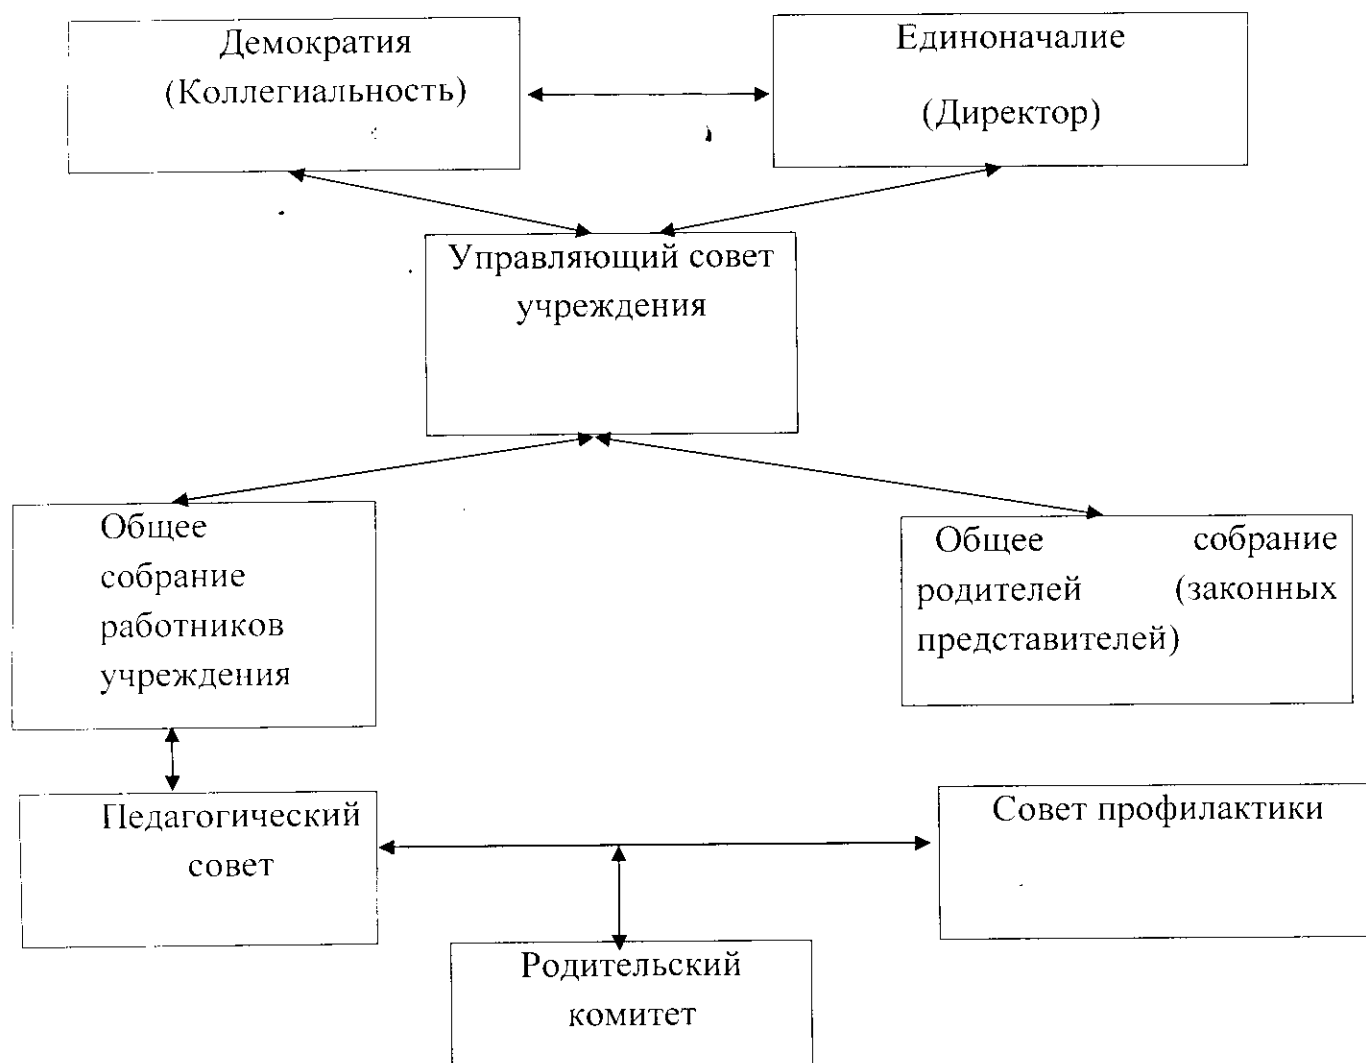 Демократия
(Коллегиальность)
Единоначалие
(Директор)
Управляющий совет
учреждения
Общее
собрание
работников
учреждения
Общее собрание
родителей (законных
представителей)
Педагогический
совет
Совет профилактики
Родительский
комитет